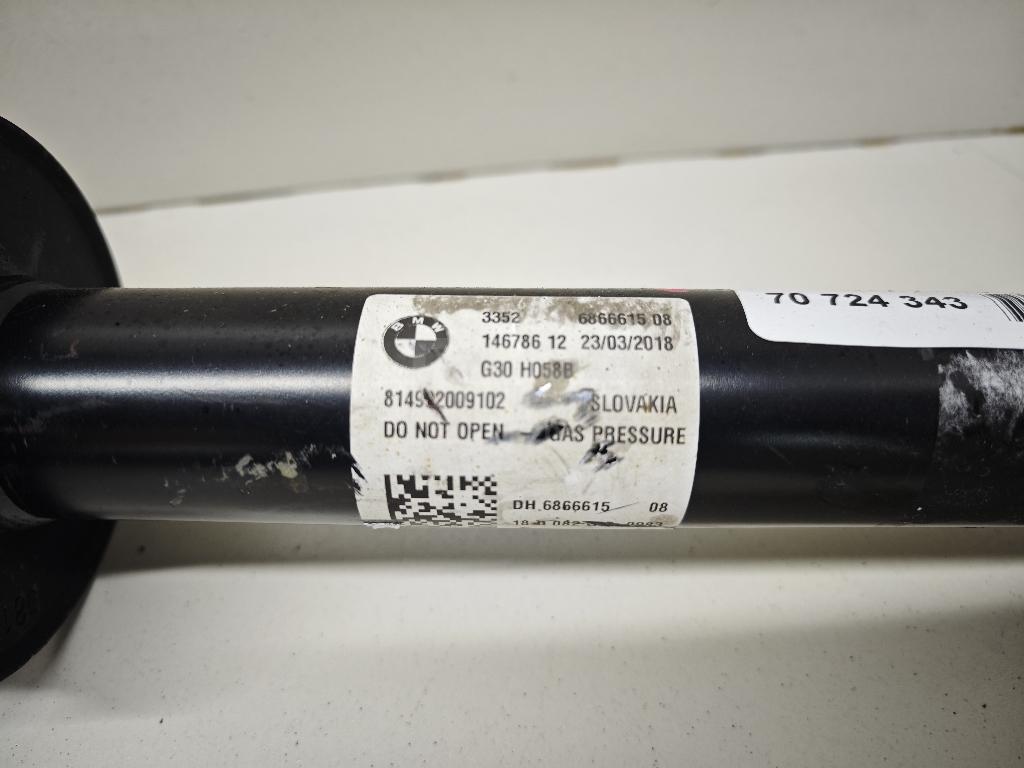 70 724 343
BMW
3352 6866615 08
146786 12 23/03/2018
G30 H058B
SLOVAKIA
DO NOT OPEN - GAS PRESSURE
DH.6866615 08